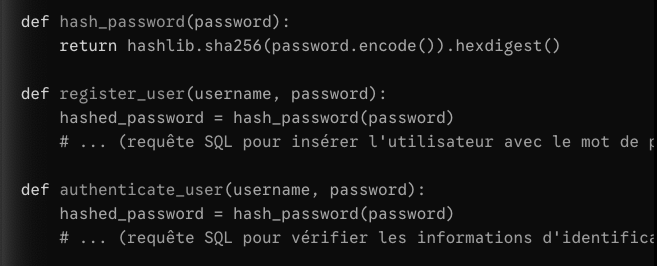 def hash_password(password):
    return hashlib.sha256(password.encode()).hexdigest()
def register_user(username, password):
    hashed_password = hash_password(password)
    # ... (requête SQL pour insérer l'utilisateur avec le mot de
def authenticate_user(username, password):
    hashed_password = hash_password(password)
    # ... (requête SQL pour vérifier les informations